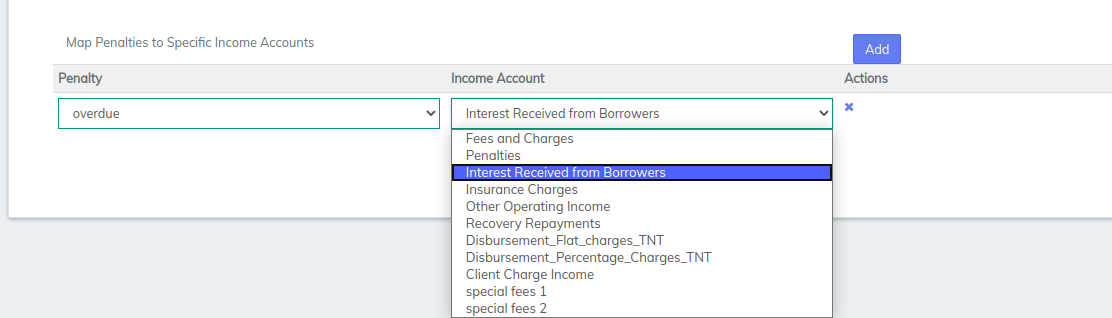 Map Penalties to Specific Income Accounts
Add
Penalty Income Account Actions
overdue Interest Received from Borrowers
Fees and Charges
Penalties
Interest Received from Borrowers
Insurance Charges
Other Operating Income
Recovery Repayments
Disbursement_Flat_charges_TNT
Disbursement_Percentage_Charges_TNT
Client Charge Income
special fees 1
special fees 2